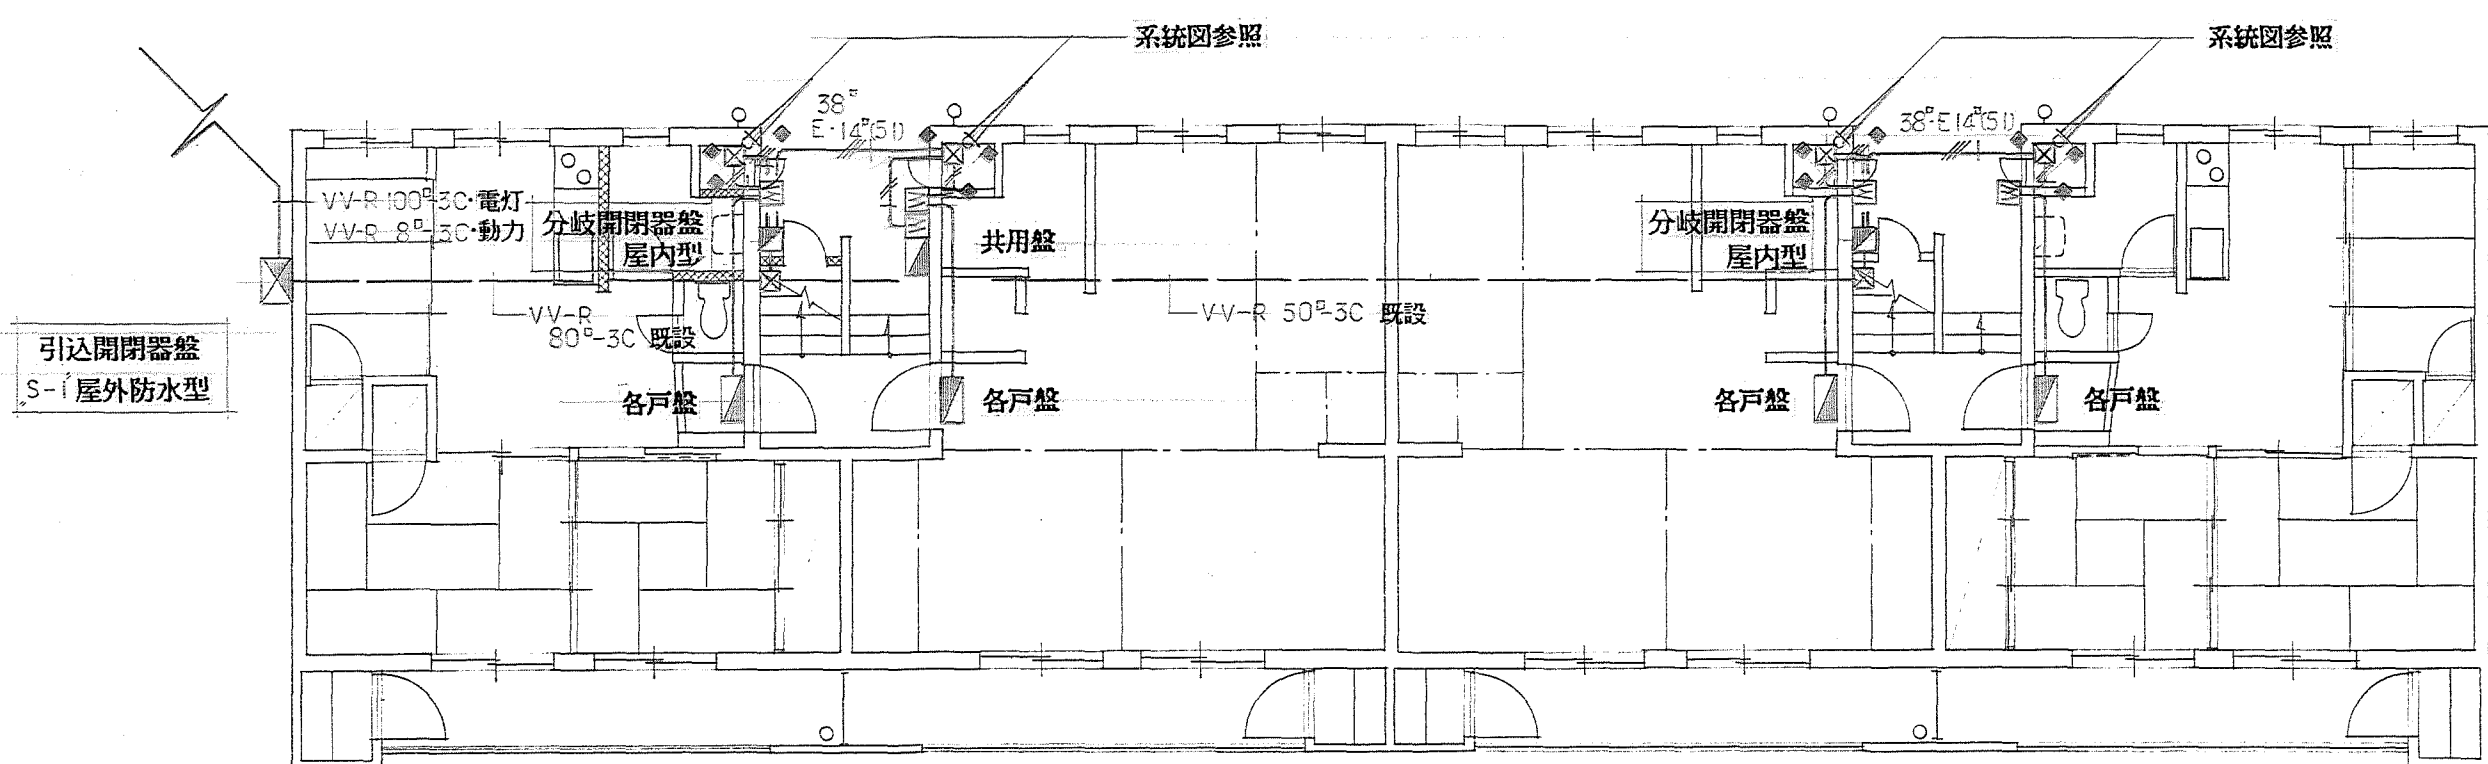 系統図参照
系統図参照
38□
E・14□(51)
38□・E14□(51)
VV-R 100□-3C・電灯
VV-R 8□-3C・動力
分岐開閉器盤
屋内型
共用盤
分岐開閉器盤
屋内型
VV-R
80□-3C 既設
VV-R 50□-3C 既設
引込開閉器盤
S-1 屋外防水型
各戸盤
各戸盤
各戸盤
各戸盤